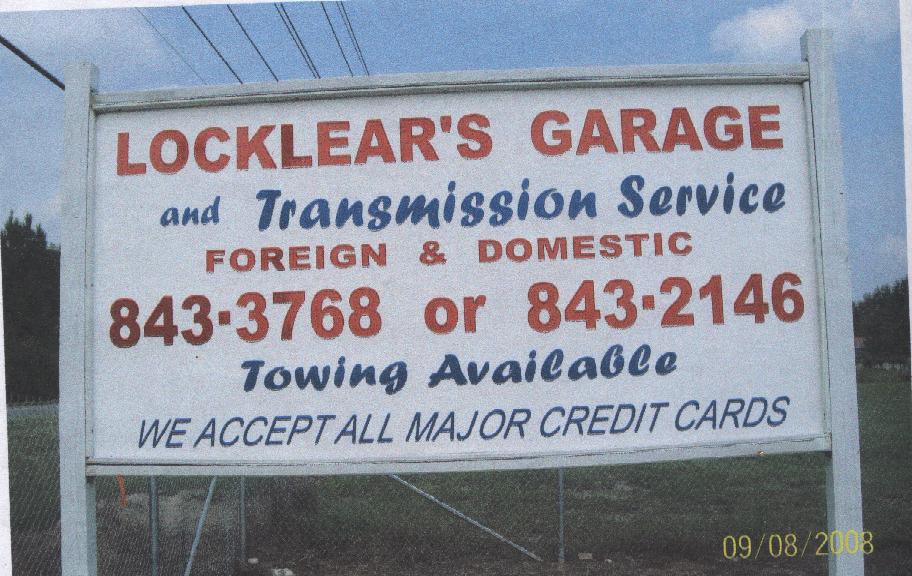 LOCKLEAR'S GARAGE
and Transmission Service
FOREIGN & DOMESTIC
843·3768 or 843·2146
Towing Available
WE ACCEPT ALL MAJOR CREDIT CARDS
09/08/2008